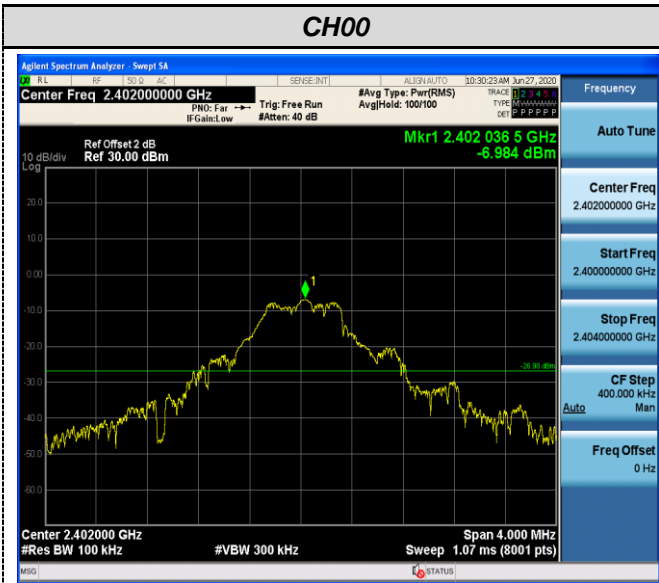 CH00
Agilent Spectrum Analyzer - Swept SA
RL RF 50 Ω AC SENSE:INT ALIGN AUTO 10:30:23 AM Jun 27, 2020
Center Freq 2.402000000 GHz
PNO: Far
IFGain:Low
Trig: Free Run
#Atten: 40 dB
#Avg Type: Pwr(RMS)
Avg|Hold: 100/100
TRACE 1 2 3 4 5 6
TYPE M
DET P P P P P P
Frequency
Auto Tune
Center Freq
2.402000000 GHz
Start Freq
2.400000000 GHz
Stop Freq
2.404000000 GHz
CF Step
400.000 kHz
Auto Man
Freq Offset
0 Hz
Ref Offset 2 dB
10 dB/div Ref 30.00 dBm
Log
Mkr1 2.402 036 5 GHz
-6.984 dBm
20.0
10.0
0.00
1
-10.0
-20.0
-26.98 dBm
-30.0
-40.0
-50.0
-60.0
Center 2.402000 GHz Span 4.000 MHz
#Res BW 100 kHz #VBW 300 kHz Sweep 1.07 ms (8001 pts)
MSG STATUS